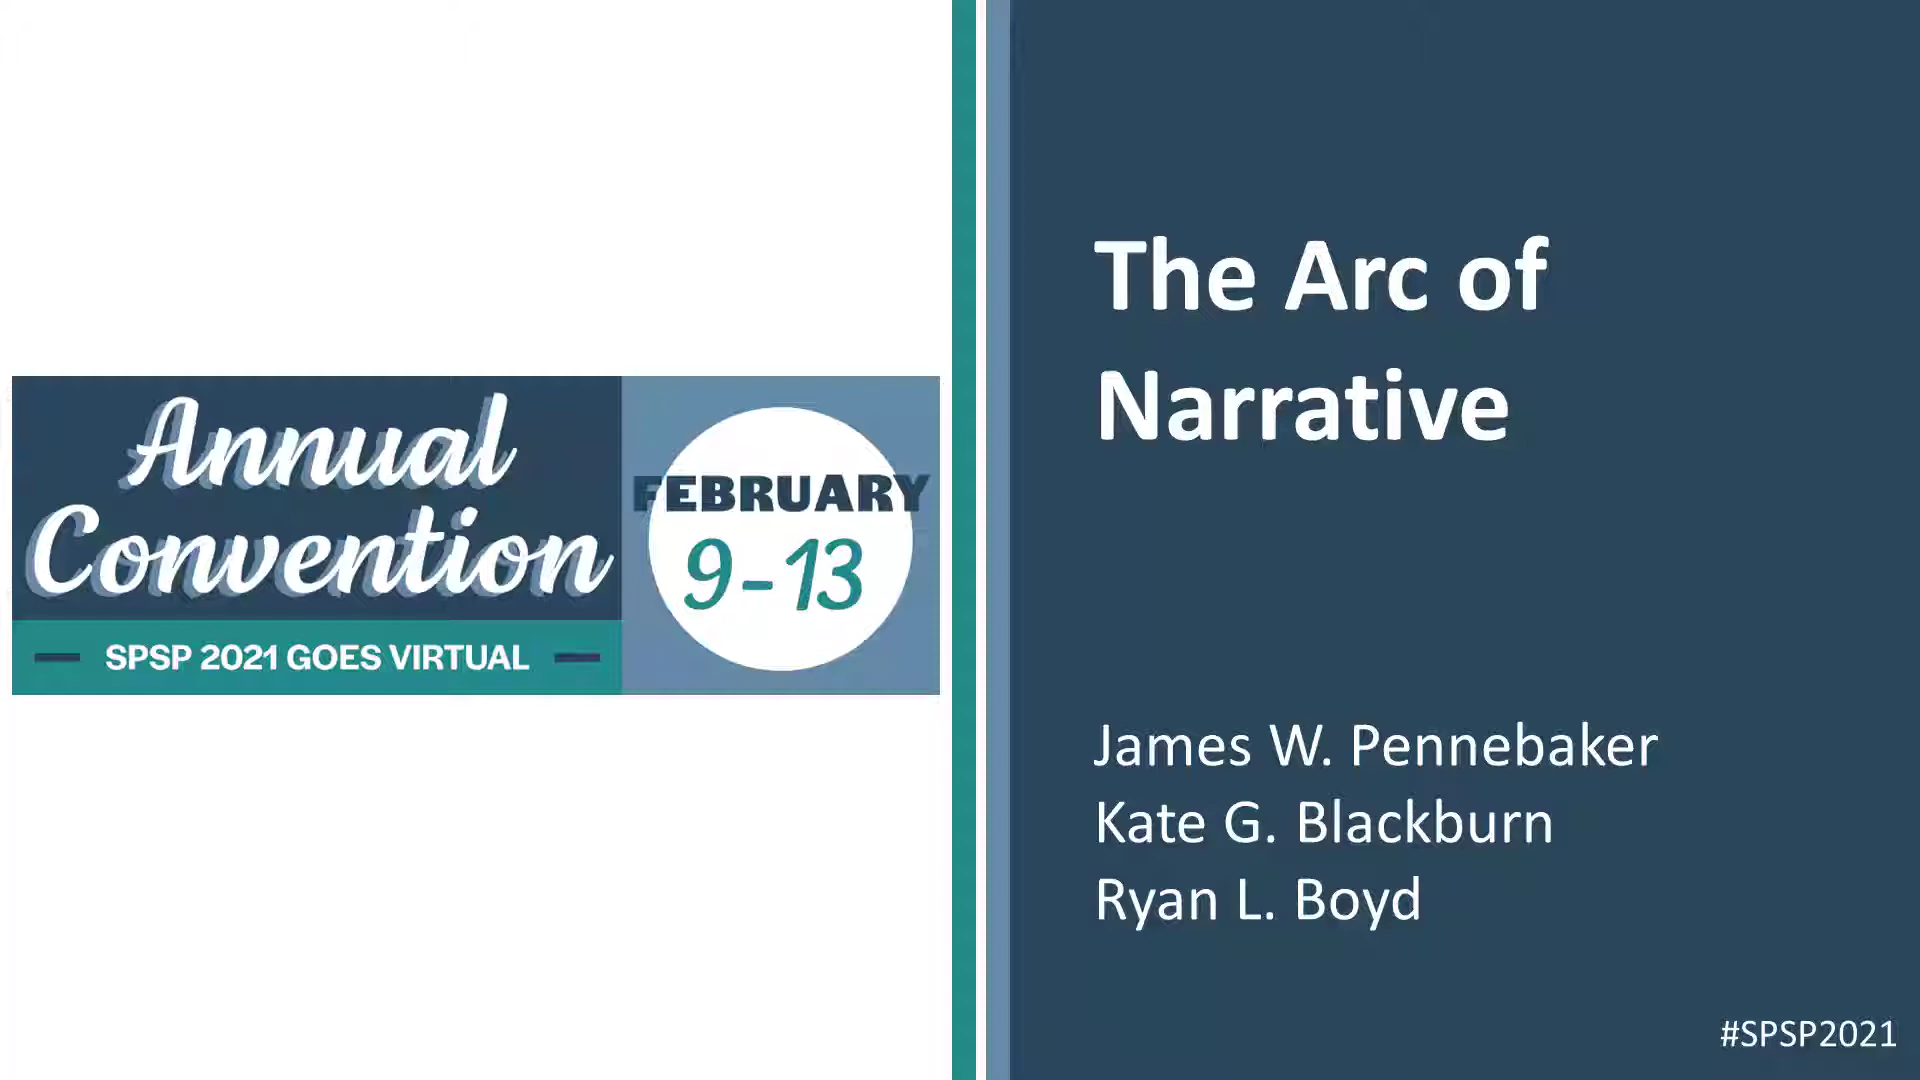 Annual
Convention
SPSP 2021 GOES VIRTUAL
FEBRUARY
9-13
The Arc of
Narrative
James W. Pennebaker
Kate G. Blackburn
Ryan L. Boyd
#SPSP2021